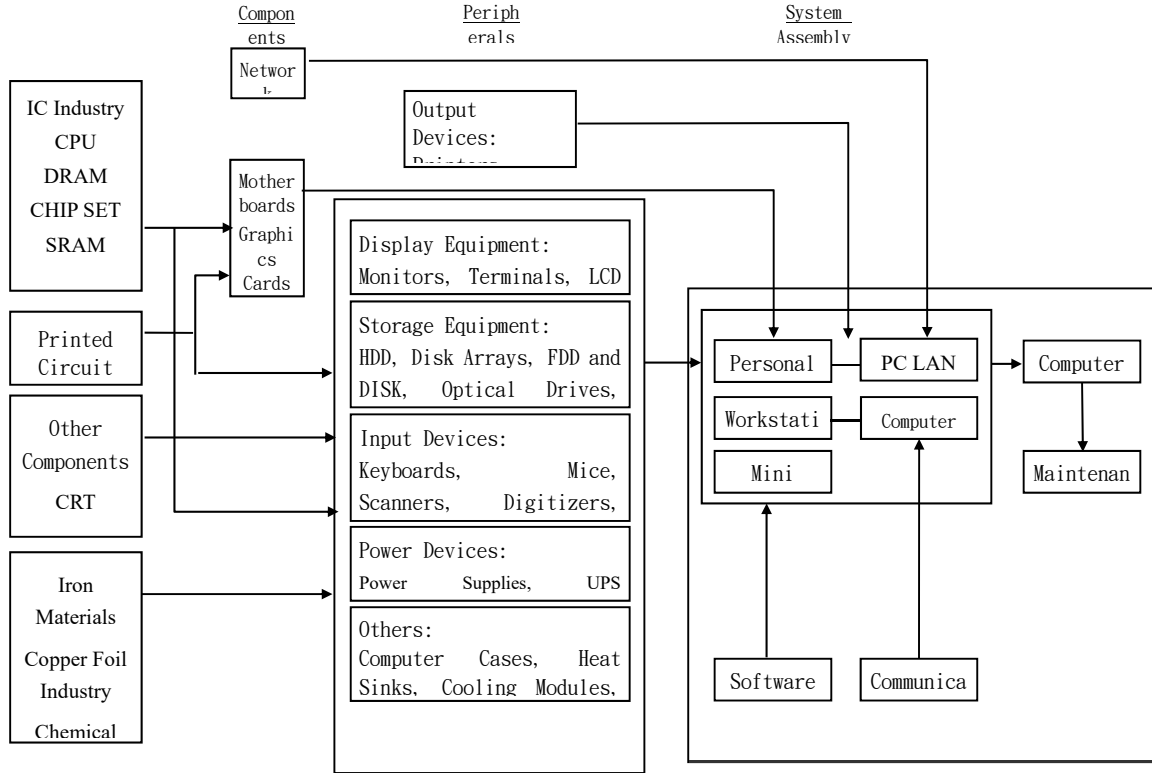 Compon
ents
Periph
erals
System
Assembly
Networ
k
IC Industry
CPU
DRAM
CHIP SET
SRAM
Output
Devices:
Printers
Mother
boards
Graphi
cs
Cards
Display Equipment:
Monitors, Terminals, LCD
Storage Equipment:
HDD, Disk Arrays, FDD and
DISK, Optical Drives,
Printed
Circuit
Personal
PC LAN
Computer
Other
Components
CRT
Input Devices:
Keyboards, Mice,
Scanners, Digitizers,
Workstati
Computer
Mini
Maintenan
Power Devices:
Power Supplies, UPS
Iron
Materials
Copper Foil
Industry
Chemical
Others:
Computer Cases, Heat
Sinks, Cooling Modules,
Software
Communica